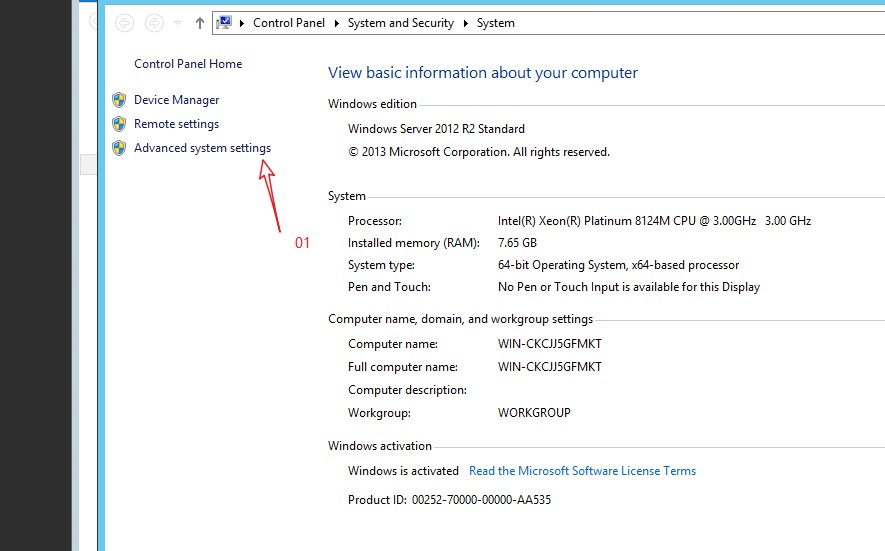 Control Panel System and Security System
Control Panel Home
Device Manager
Remote settings
Advanced system settings
01
View basic information about your computer
Windows edition
Windows Server 2012 R2 Standard
© 2013 Microsoft Corporation. All rights reserved.
System
Processor: Intel(R) Xeon(R) Platinum 8124M CPU @ 3.00GHz 3.00 GHz
Installed memory (RAM): 7.65 GB
System type: 64-bit Operating System, x64-based processor
Pen and Touch: No Pen or Touch Input is available for this Display
Computer name, domain, and workgroup settings
Computer name: WIN-CKCJJ5GFMKT
Full computer name: WIN-CKCJJ5GFMKT
Computer description:
Workgroup: WORKGROUP
Windows activation
Windows is activated Read the Microsoft Software License Terms
Product ID: 00252-70000-00000-AA535